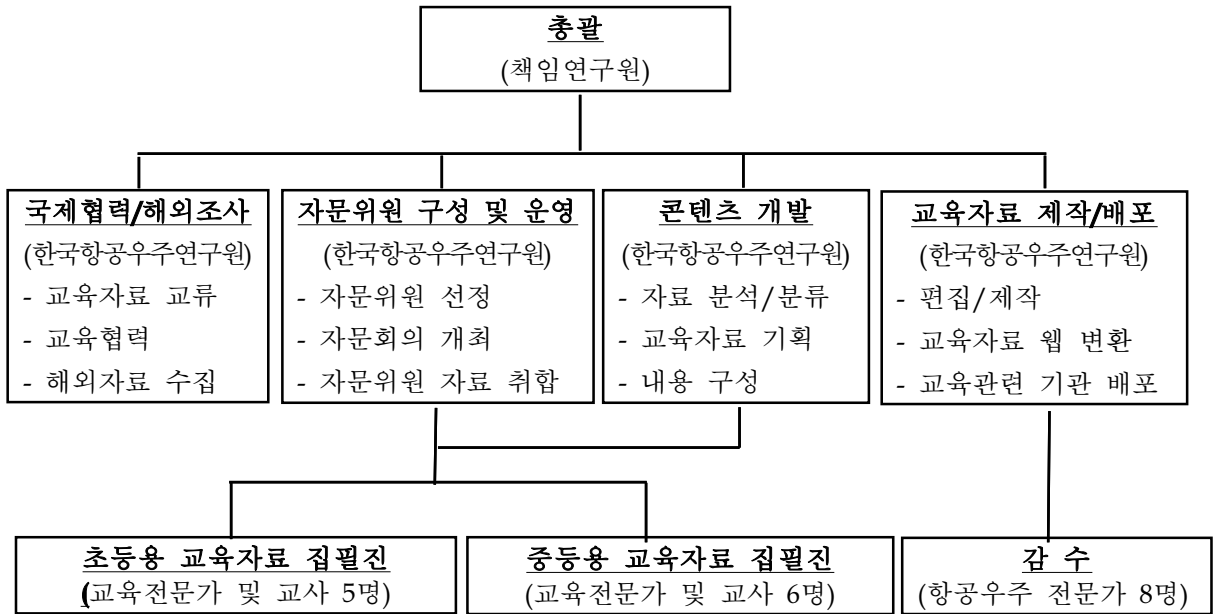 총괄
(책임연구원)
국제협력/해외조사
(한국항공우주연구원)
- 교육자료 교류
- 교육협력
- 해외자료 수집
자문위원 구성 및 운영
(한국항공우주연구원)
- 자문위원 선정
- 자문회의 개최
- 자문위원 자료 취합
콘텐츠 개발
(한국항공우주연구원)
- 자료 분석/분류
- 교육자료 기획
- 내용 구성
교육자료 제작/배포
(한국항공우주연구원)
- 편집/제작
- 교육자료 웹 변환
- 교육관련 기관 배포
초등용 교육자료 집필진
(교육전문가 및 교사 5명)
중등용 교육자료 집필진
(교육전문가 및 교사 6명)
감 수
(항공우주 전문가 8명)